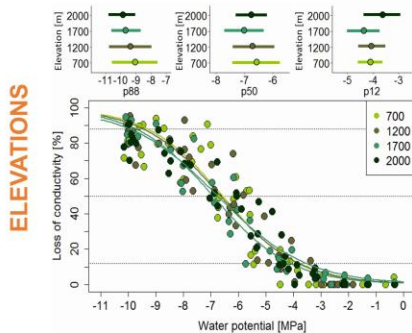 ELEVATIONS
Elevation [m]
2000
1700
1200
700
-11 -10 -9 -8 -7
p88
Elevation [m]
2000
1700
1200
700
-8 -7 -6
p50
Elevation [m]
2000
1700
1200
700
-5 -4 -3
p12
Loss of conductivity [%]
100
80
60
40
20
0
700
1200
1700
2000
-11 -10 -9 -8 -7 -6 -5 -4 -3 -2 -1 0
Water potential [MPa]